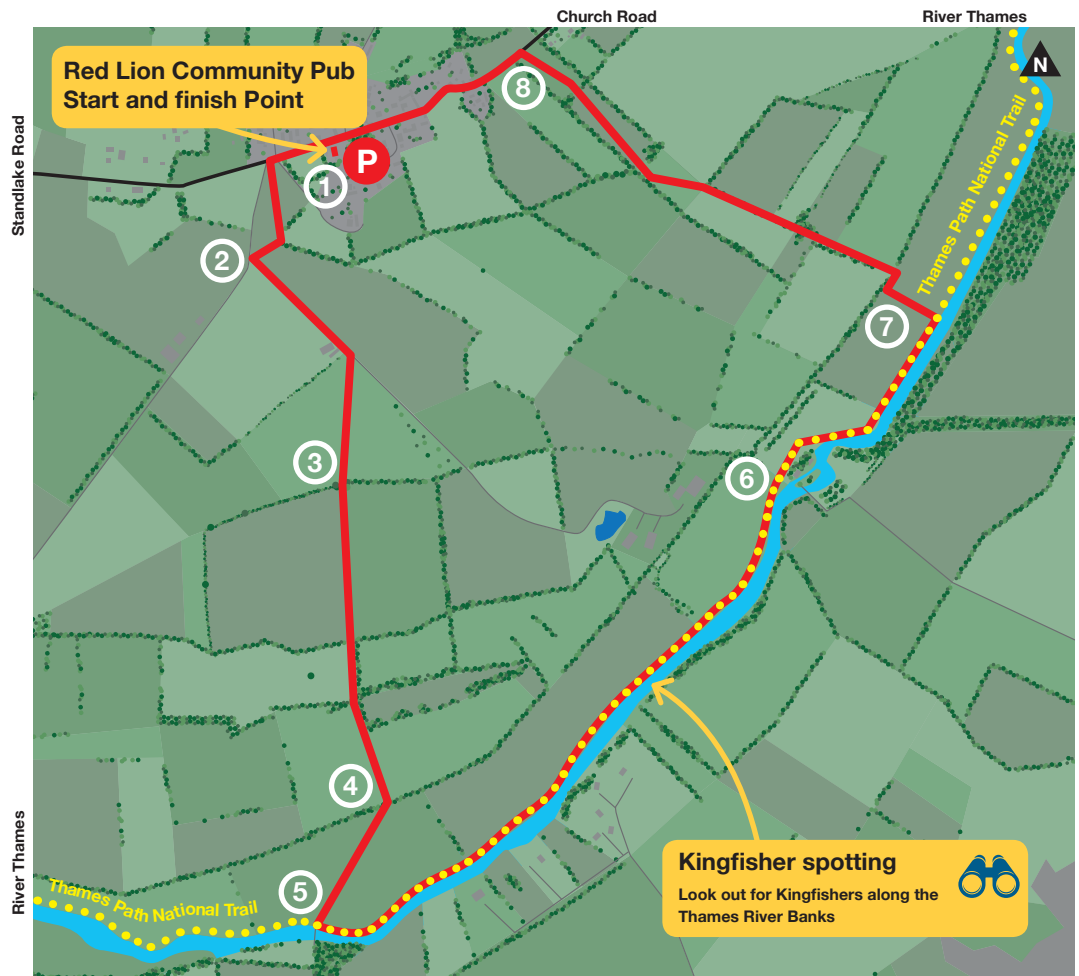 Church Road
River Thames
N
Red Lion Community Pub
Start and finish Point
8
Thames Path National Trail
Standlake Road
P
1
2
7
3
6
4
Kingfisher spotting
Look out for Kingfishers along the
Thames River Banks
5
River Thames
Thames Path National Trail